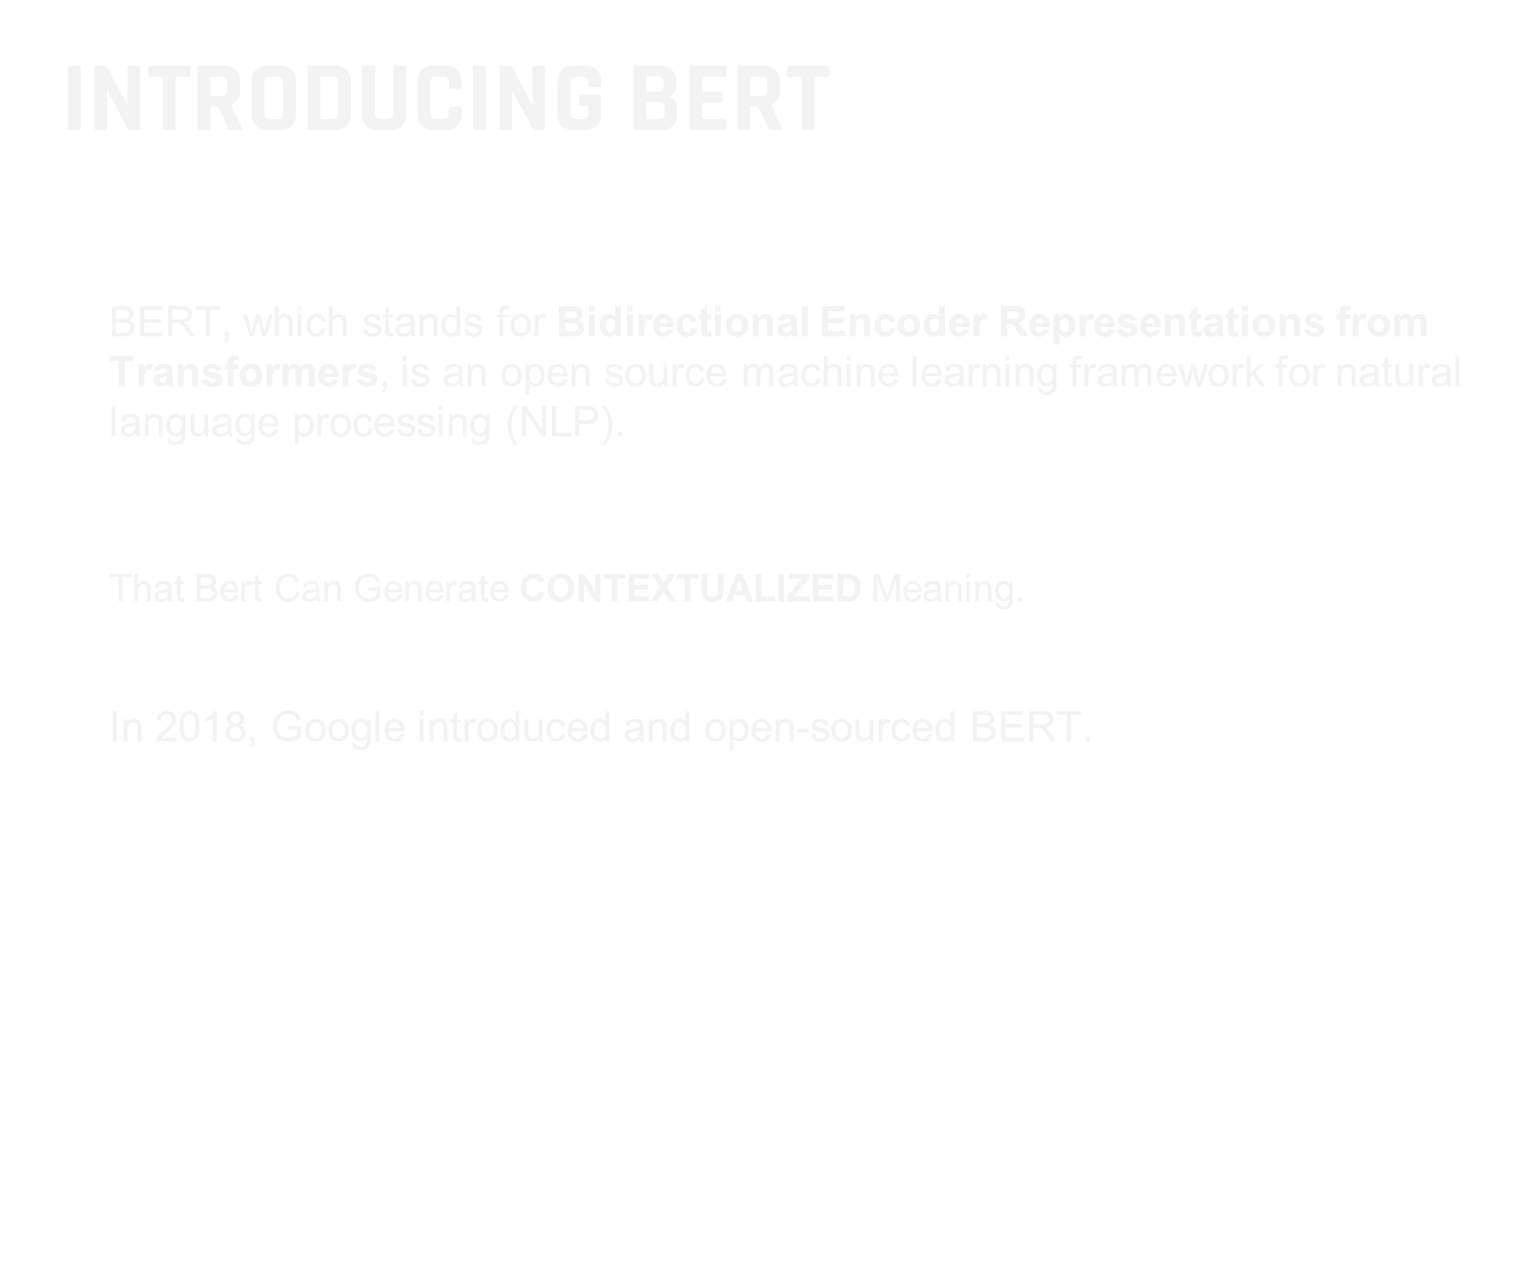 INTRODUCING BERT
BERT, which stands for Bidirectional Encoder Representations from
Transformers, is an open source machine learning framework for natural
language processing (NLP).
That Bert Can Generate CONTEXTUALIZED Meaning.
In 2018, Google introduced and open-sourced BERT.